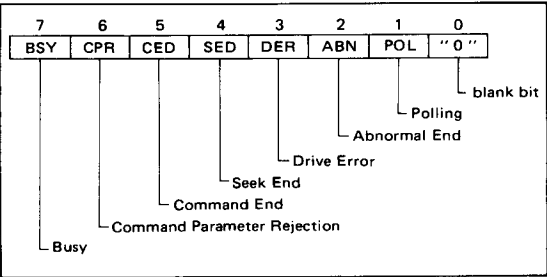 7 6 5 4 3 2 1 0
BSY CPR CED SED DER ABN POL "0"
blank bit
Polling
Abnormal End
Drive Error
Seek End
Command End
Command Parameter Rejection
Busy